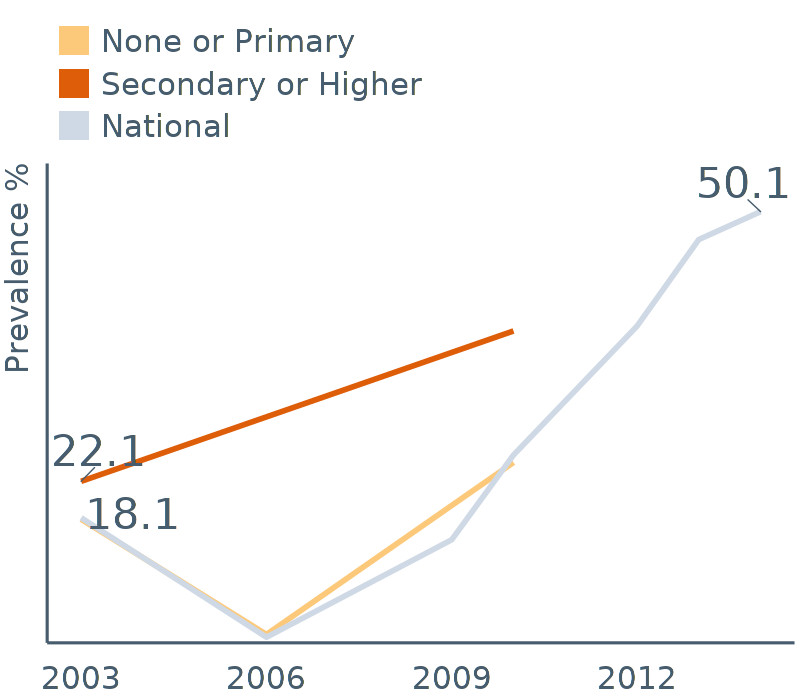 None or Primary
Secondary or Higher
National
Prevalence %
50.1
22.1
18.1
2003 2006 2009 2012